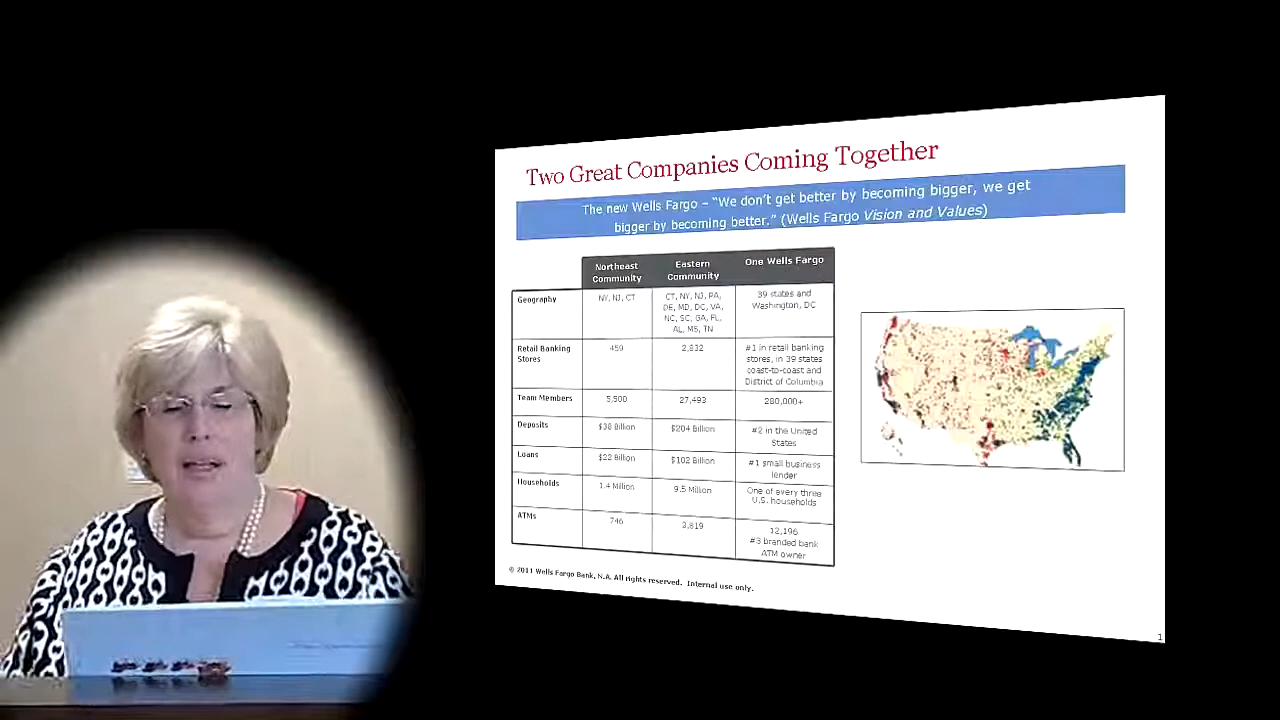 Two Great Companies Coming Together
The new Wells Fargo – “We don’t get better by becoming bigger, we get
bigger by becoming better.” (Wells Fargo Vision and Values)
Northeast Community
Eastern Community
One Wells Fargo
Geography
NY, NJ, CT
CT, NY, NJ, PA,
DE, MD, DC, VA,
NC, SC, GA, FL,
AL, MS, TN
39 states and
Washington, DC
Retail Banking
Stores
459
#1 in retail banking
stores, in 39 states
coast-to-coast and
District of Columbia
Team Members
5,500
27,493
280,000+
Deposits
$38 Billion
$204 Billion
#2 in the United
States
Loans
$22 Billion
$102 Billion
#1 small business
lender
Households
1.4 Million
9.5 Million
One of every three
U.S. households
ATMs
746
12,196
#3 branded bank
ATM owner
© 2011 Wells Fargo Bank, N.A. All rights reserved. Internal use only.
1